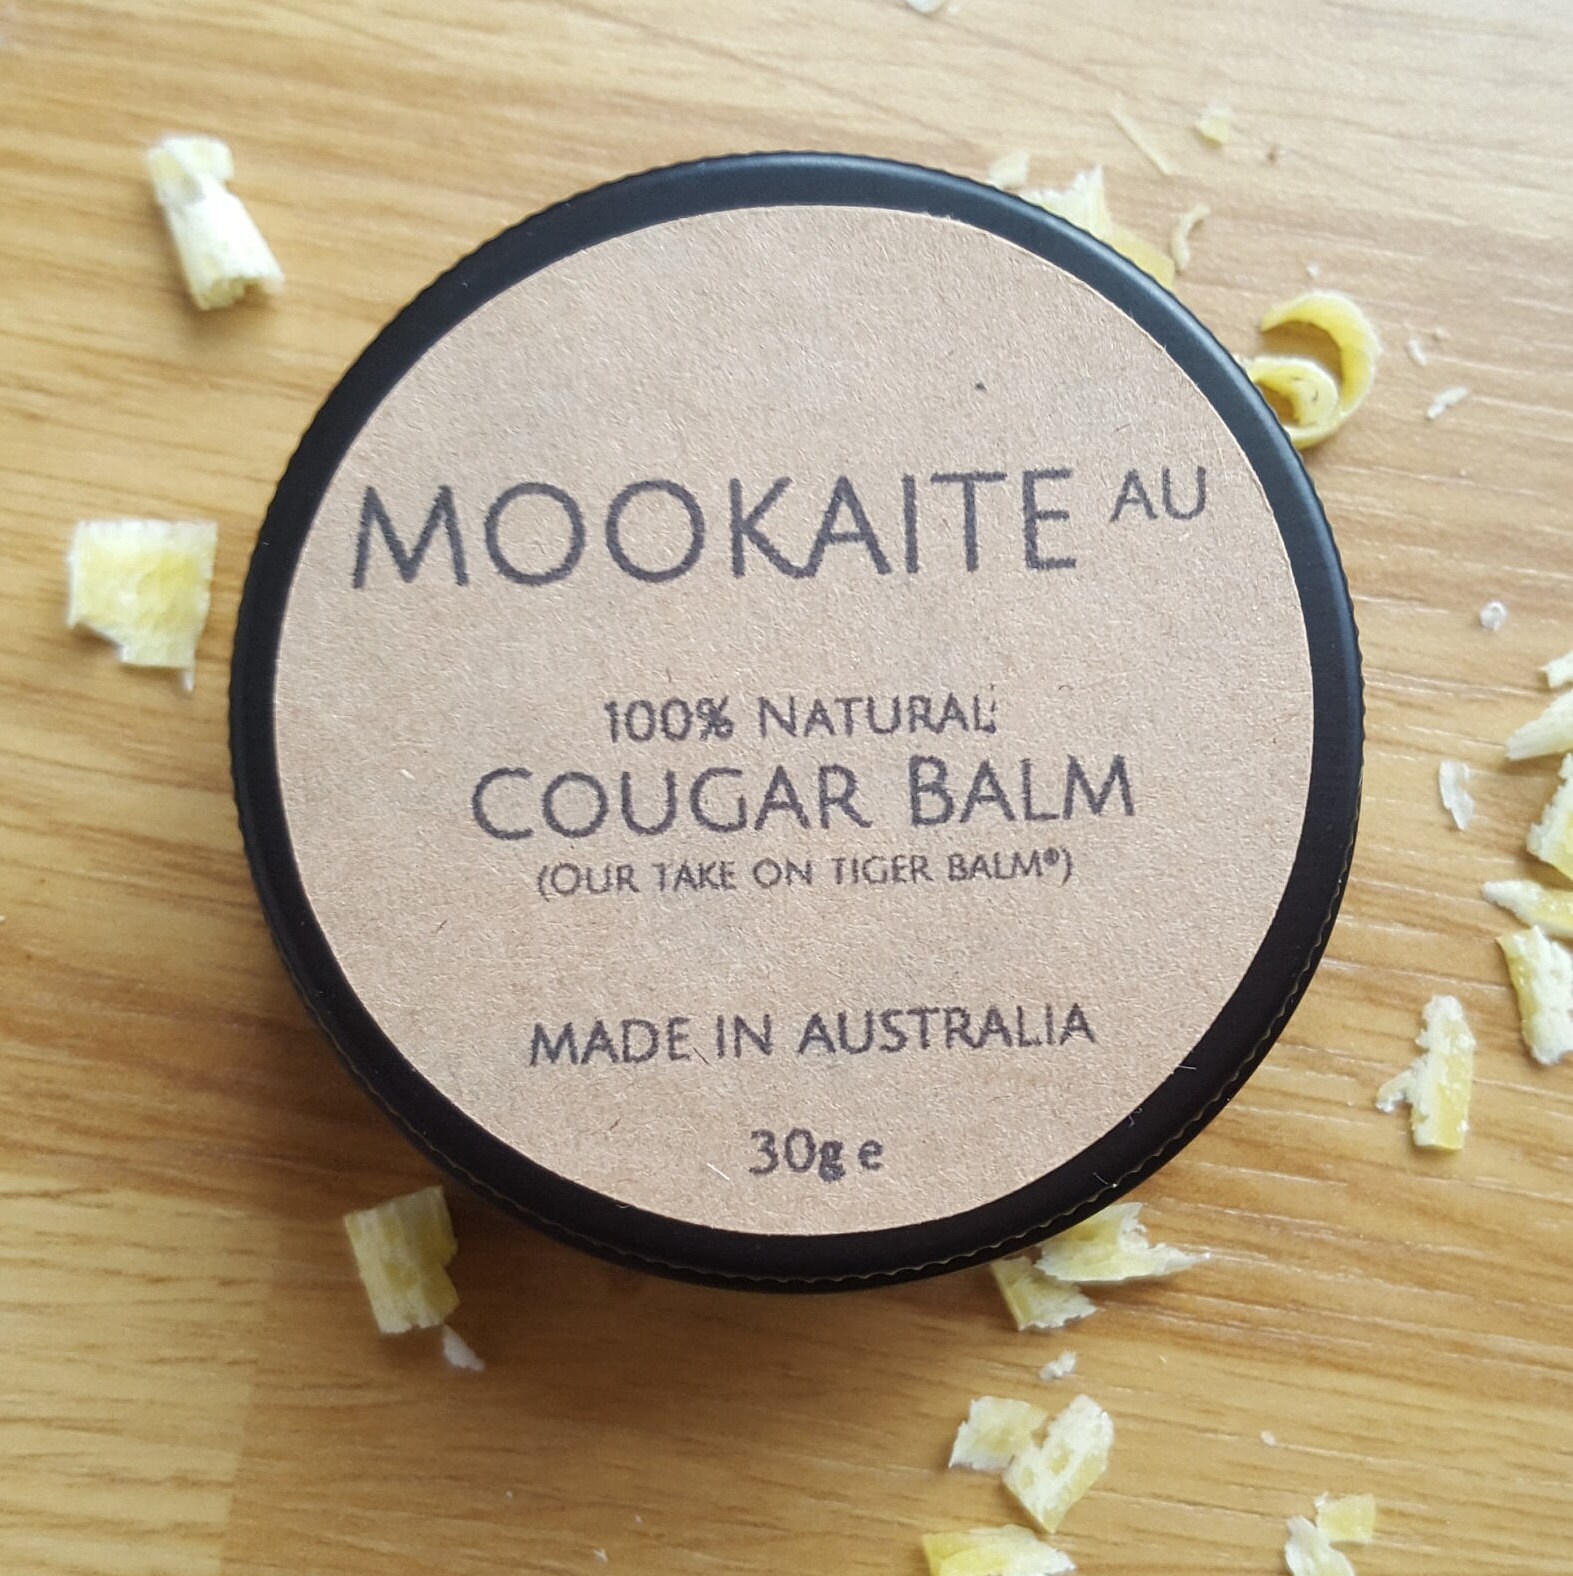 MOOKAITE AU
100% NATURAL
COUGAR BALM
(OUR TAKE ON TIGER BALM®)
MADE IN AUSTRALIA
30g e